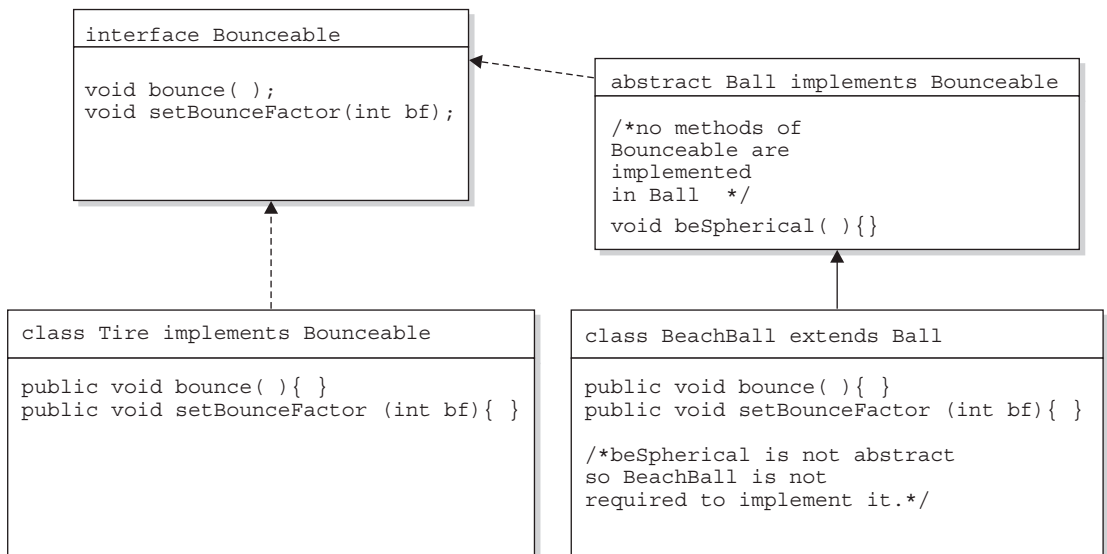 interface Bounceable
void bounce( );
void setBounceFactor(int bf);
abstract Ball implements Bounceable
/*no methods of
Bounceable are
implemented
in Ball  */
void beSpherical( ){}
class Tire implements Bounceable
public void bounce( ){ }
public void setBounceFactor (int bf){ }
class BeachBall extends Ball
public void bounce( ){ }
public void setBounceFactor (int bf){ }
/*beSpherical is not abstract
so BeachBall is not
required to implement it.*/